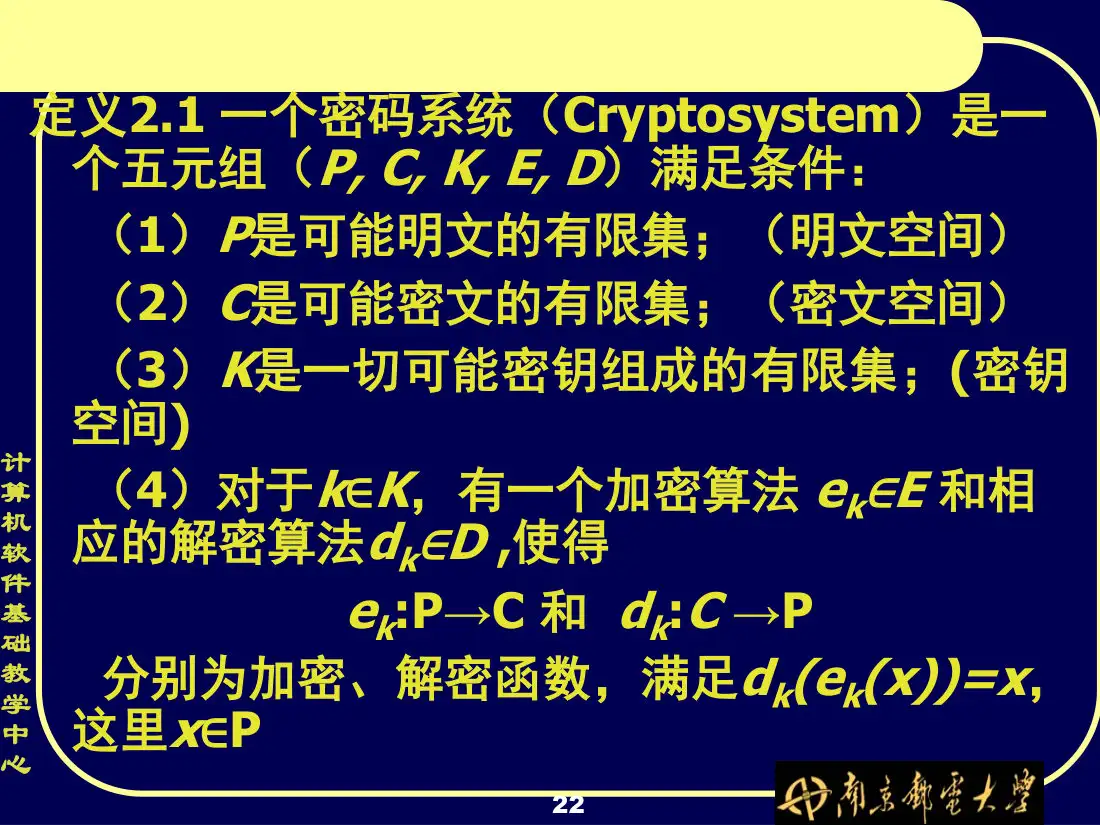 定义2.1 一个密码系统（Cryptosystem）是一
个五元组（P, C, K, E, D）满足条件：
（1）P是可能明文的有限集；（明文空间）
（2）C是可能密文的有限集；（密文空间）
（3）K是一切可能密钥组成的有限集；(密钥
空间)
（4）对于k∈K，有一个加密算法 ek∈E 和相
应的解密算法dk∈D ,使得
ek:P→C 和 dk:C →P
分别为加密、解密函数，满足dk(ek(x))=x，
这里x∈P
计算机软件基础教学中心
22
南京郵電大學